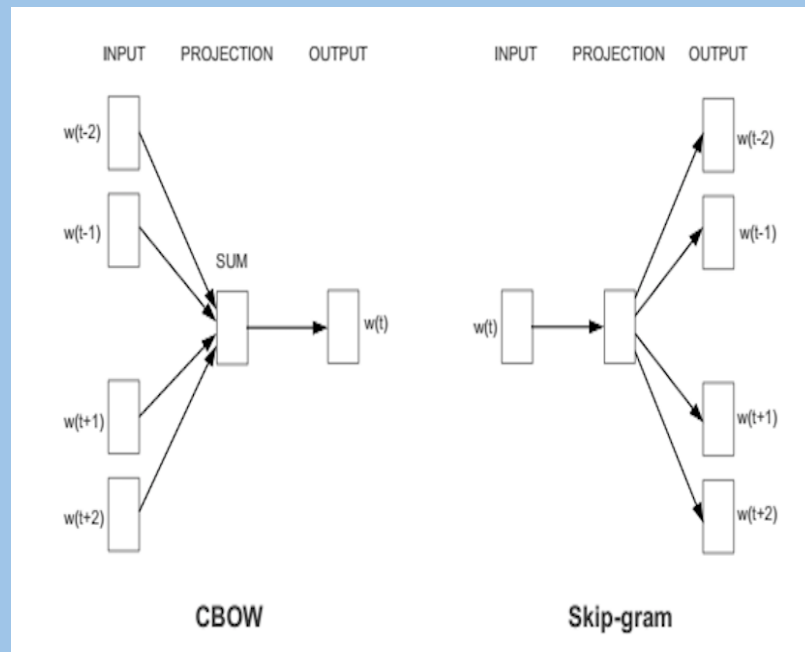 INPUT PROJECTION OUTPUT
w(t-2)
w(t-1)
SUM
w(t)
w(t+1)
w(t+2)
CBOW
INPUT PROJECTION OUTPUT
w(t-2)
w(t-1)
w(t)
w(t+1)
w(t+2)
Skip-gram